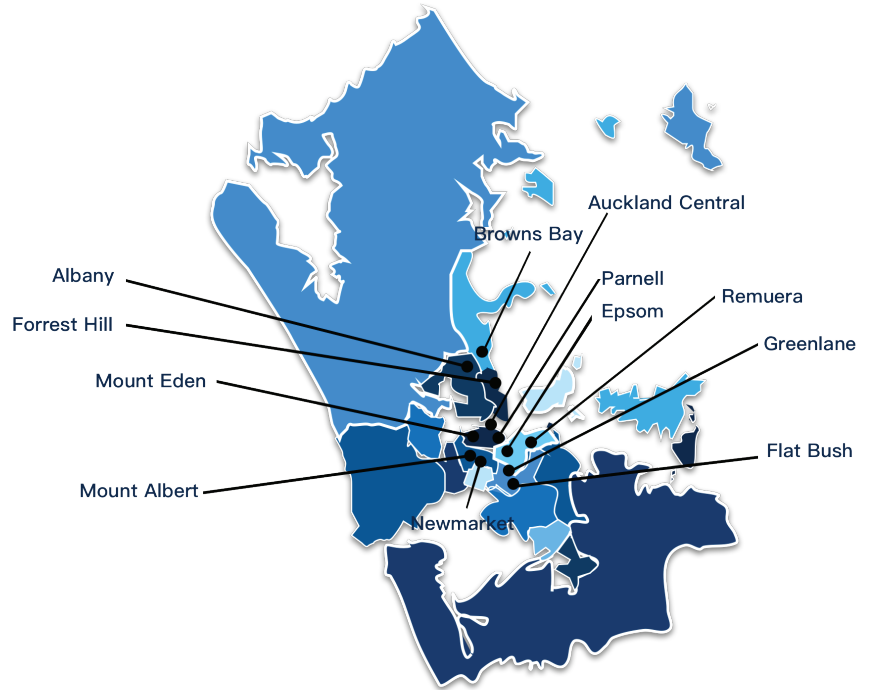 Auckland Central
Browns Bay
Albany
Parnell
Remuera
Epsom
Forrest Hill
Greenlane
Mount Eden
Flat Bush
Mount Albert
Newmarket